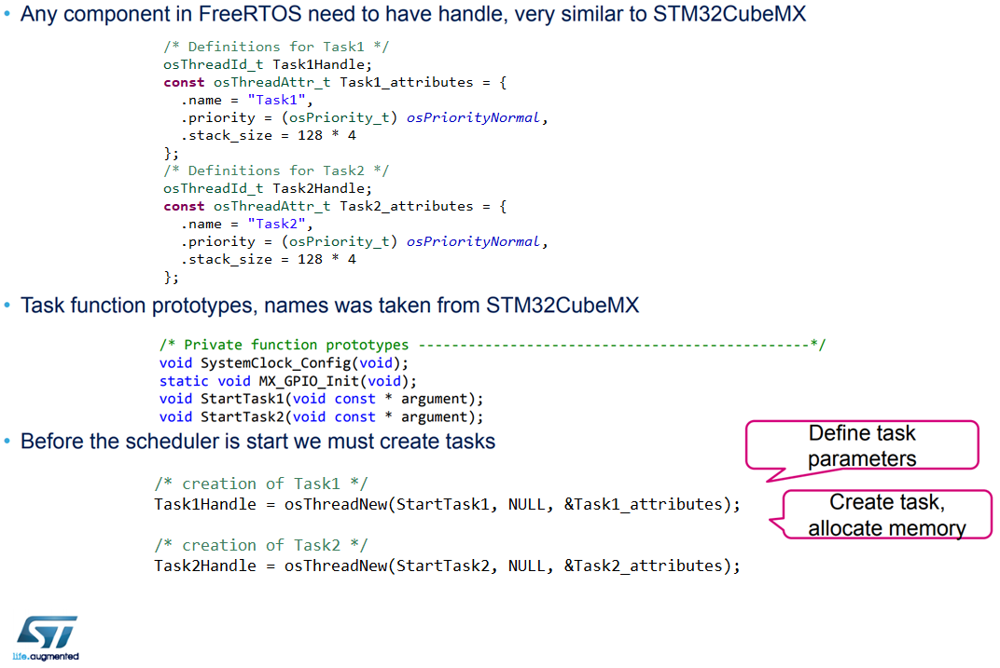 • Any component in FreeRTOS need to have handle, very similar to STM32CubeMX
/* Definitions for Task1 */
osThreadId_t Task1Handle;
const osThreadAttr_t Task1_attributes = {
  .name = "Task1",
  .priority = (osPriority_t) osPriorityNormal,
  .stack_size = 128 * 4
};
/* Definitions for Task2 */
osThreadId_t Task2Handle;
const osThreadAttr_t Task2_attributes = {
  .name = "Task2",
  .priority = (osPriority_t) osPriorityNormal,
  .stack_size = 128 * 4
};
• Task function prototypes, names was taken from STM32CubeMX
/* Private function prototypes -----------------------------------------------*/
void SystemClock_Config(void);
static void MX_GPIO_Init(void);
void StartTask1(void const * argument);
void StartTask2(void const * argument);
• Before the scheduler is start we must create tasks
Define task
parameters
/* creation of Task1 */
Task1Handle = osThreadNew(StartTask1, NULL, &Task1_attributes);
Create task,
allocate memory
/* creation of Task2 */
Task2Handle = osThreadNew(StartTask2, NULL, &Task2_attributes);
ST
life.augmented